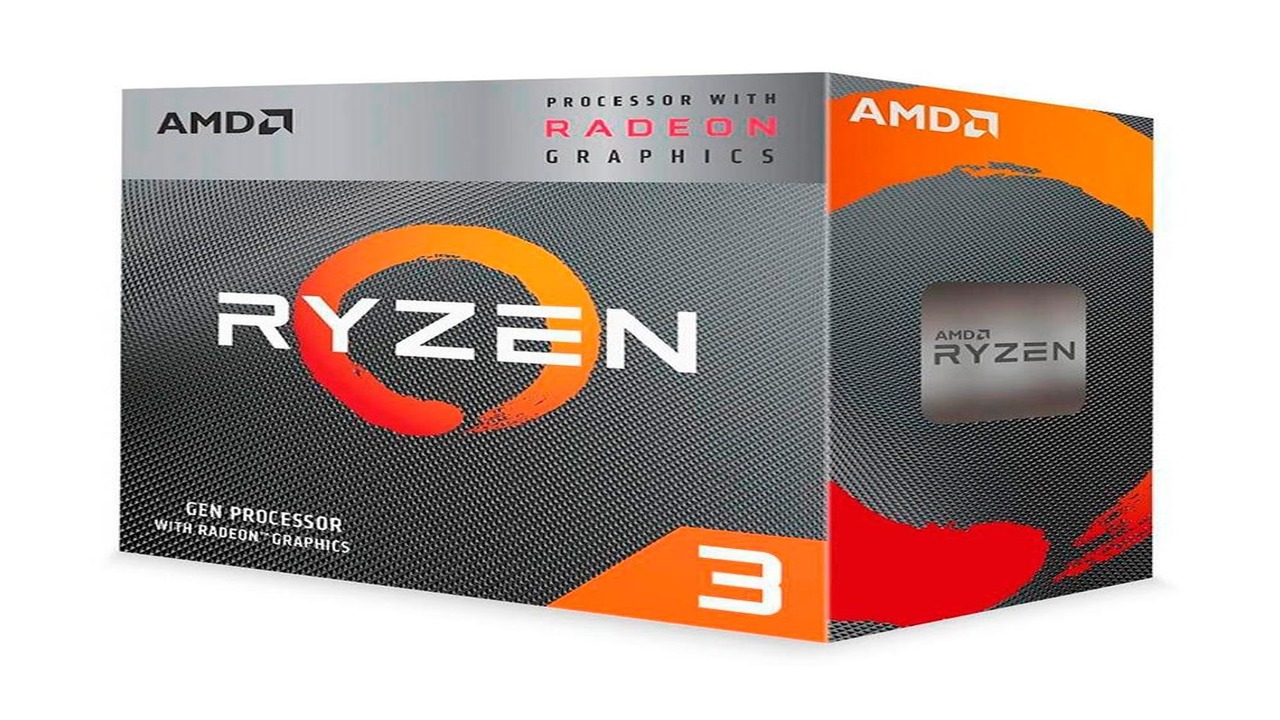 AMD
PROCESSOR WITH
RADEON
GRAPHICS
RYZEN
GEN PROCESSOR
WITH RADEON™ GRAPHICS
3
AMD
AMD
RYZEN